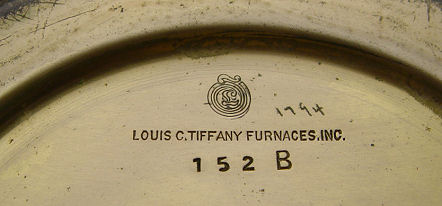 1794
LOUIS C.TIFFANY FURNACES, INC.
152 B